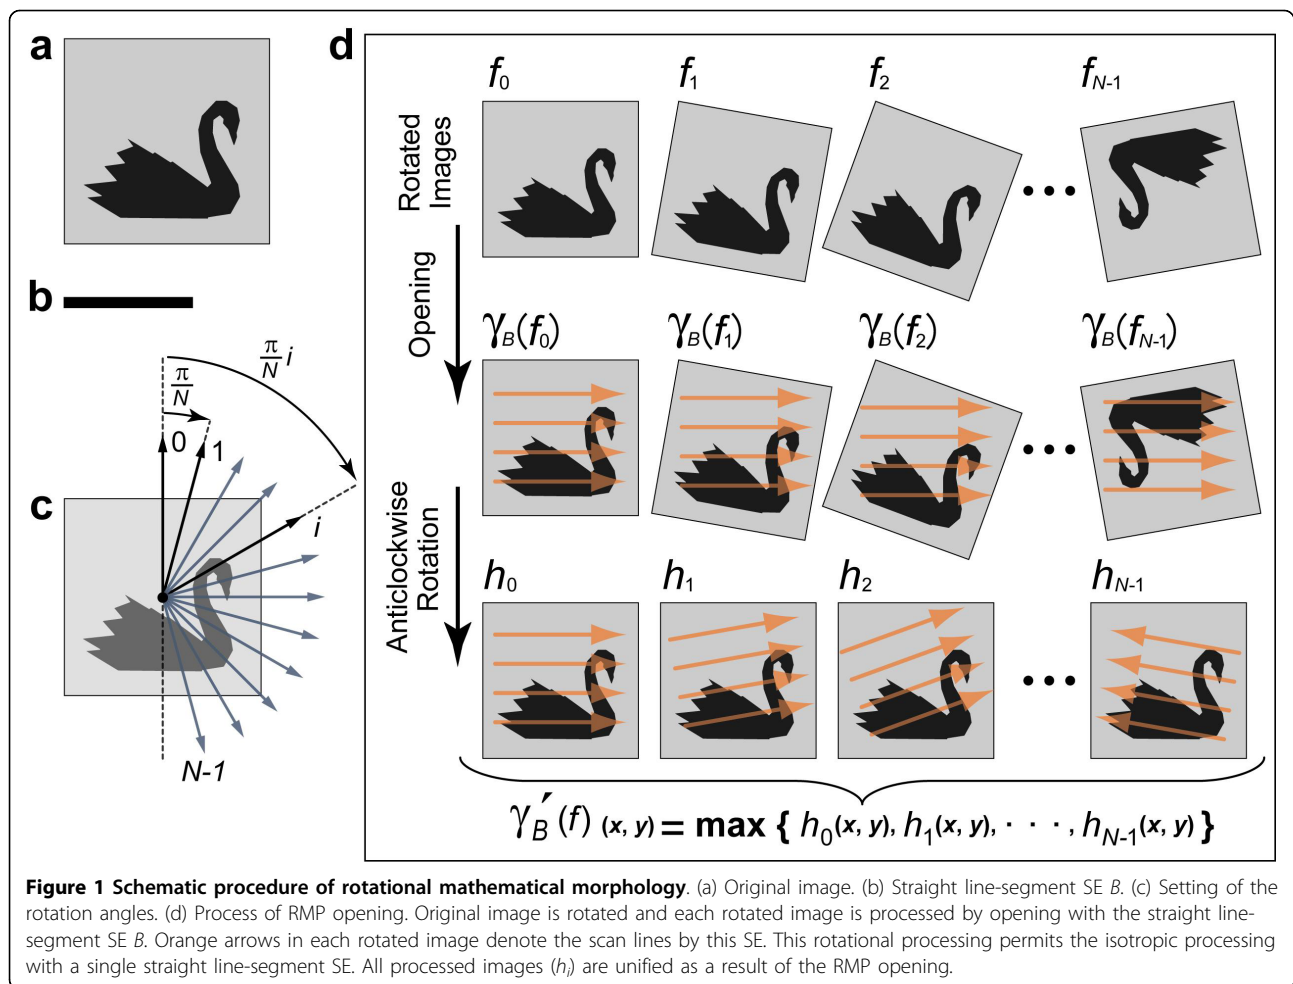 a
d
f0 f1 f2 fN-1
Rotated Images
b
Opening
γB(f0) γB(f1) γB(f2) γB(fN-1)
π/N i
π/N
0 1
c
i
N-1
Anticlockwise Rotation
h0 h1 h2 hN-1
γ′B(f) (x, y) = max { h0(x, y), h1(x, y), · · · , hN-1(x, y) }
Figure 1 Schematic procedure of rotational mathematical morphology. (a) Original image. (b) Straight line-segment SE B. (c) Setting of the
rotation angles. (d) Process of RMP opening. Original image is rotated and each rotated image is processed by opening with the straight line-
segment SE B. Orange arrows in each rotated image denote the scan lines by this SE. This rotational processing permits the isotropic processing
with a single straight line-segment SE. All processed images (hi) are unified as a result of the RMP opening.